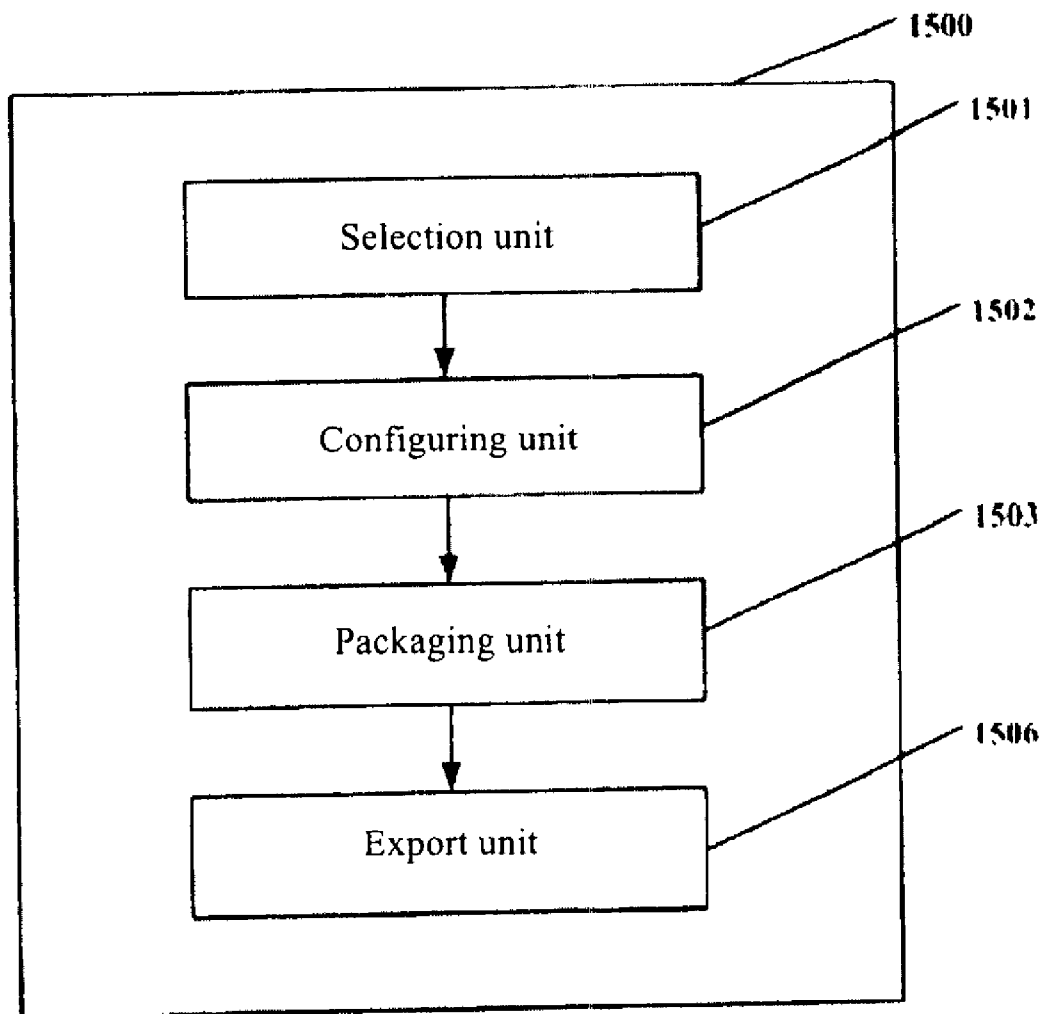 1500
1501
Selection unit
1502
Configuring unit
1503
Packaging unit
1506
Export unit